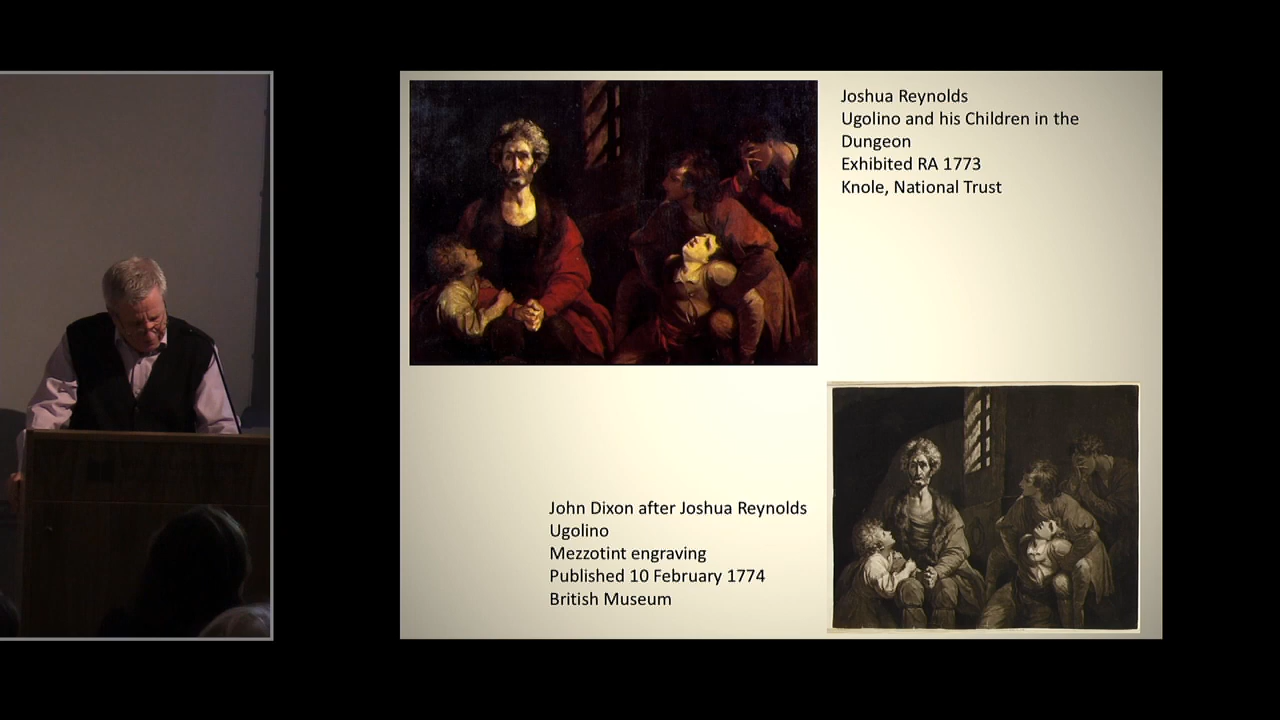 Joshua Reynolds
Ugolino and his Children in the
Dungeon
Exhibited RA 1773
Knole, National Trust
John Dixon after Joshua Reynolds
Ugolino
Mezzotint engraving
Published 10 February 1774
British Museum